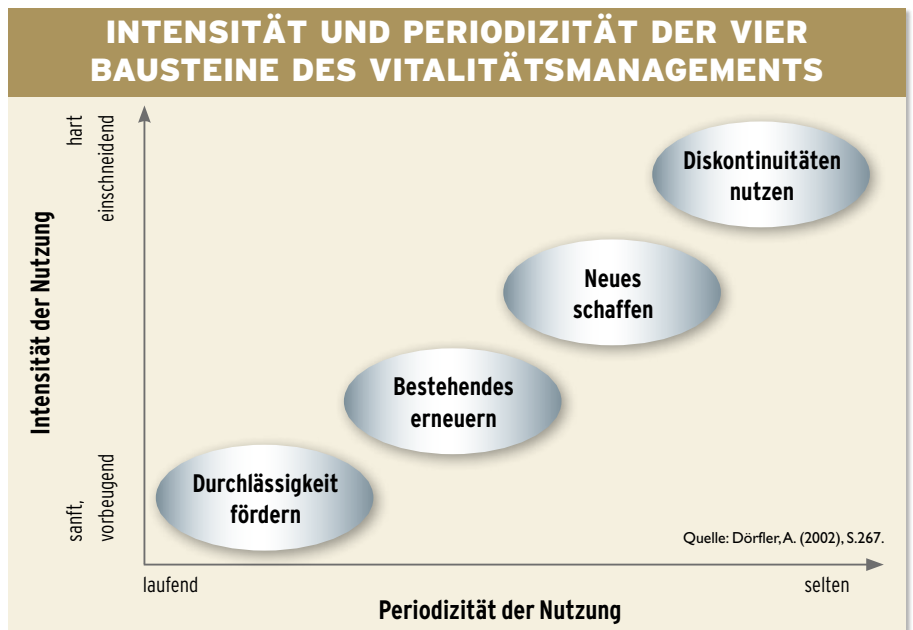 INTENSITÄT UND PERIODIZITÄT DER VIER
BAUSTEINE DES VITALITÄTSMANAGEMENTS
hart
einschneidend
Intensität der Nutzung
sanft,
vorbeugend
Diskontinuitäten
nutzen
Neues
schaffen
Bestehendes
erneuern
Durchlässigkeit
fördern
Quelle: Dörfler, A. (2002), S.267.
laufend
selten
Periodizität der Nutzung